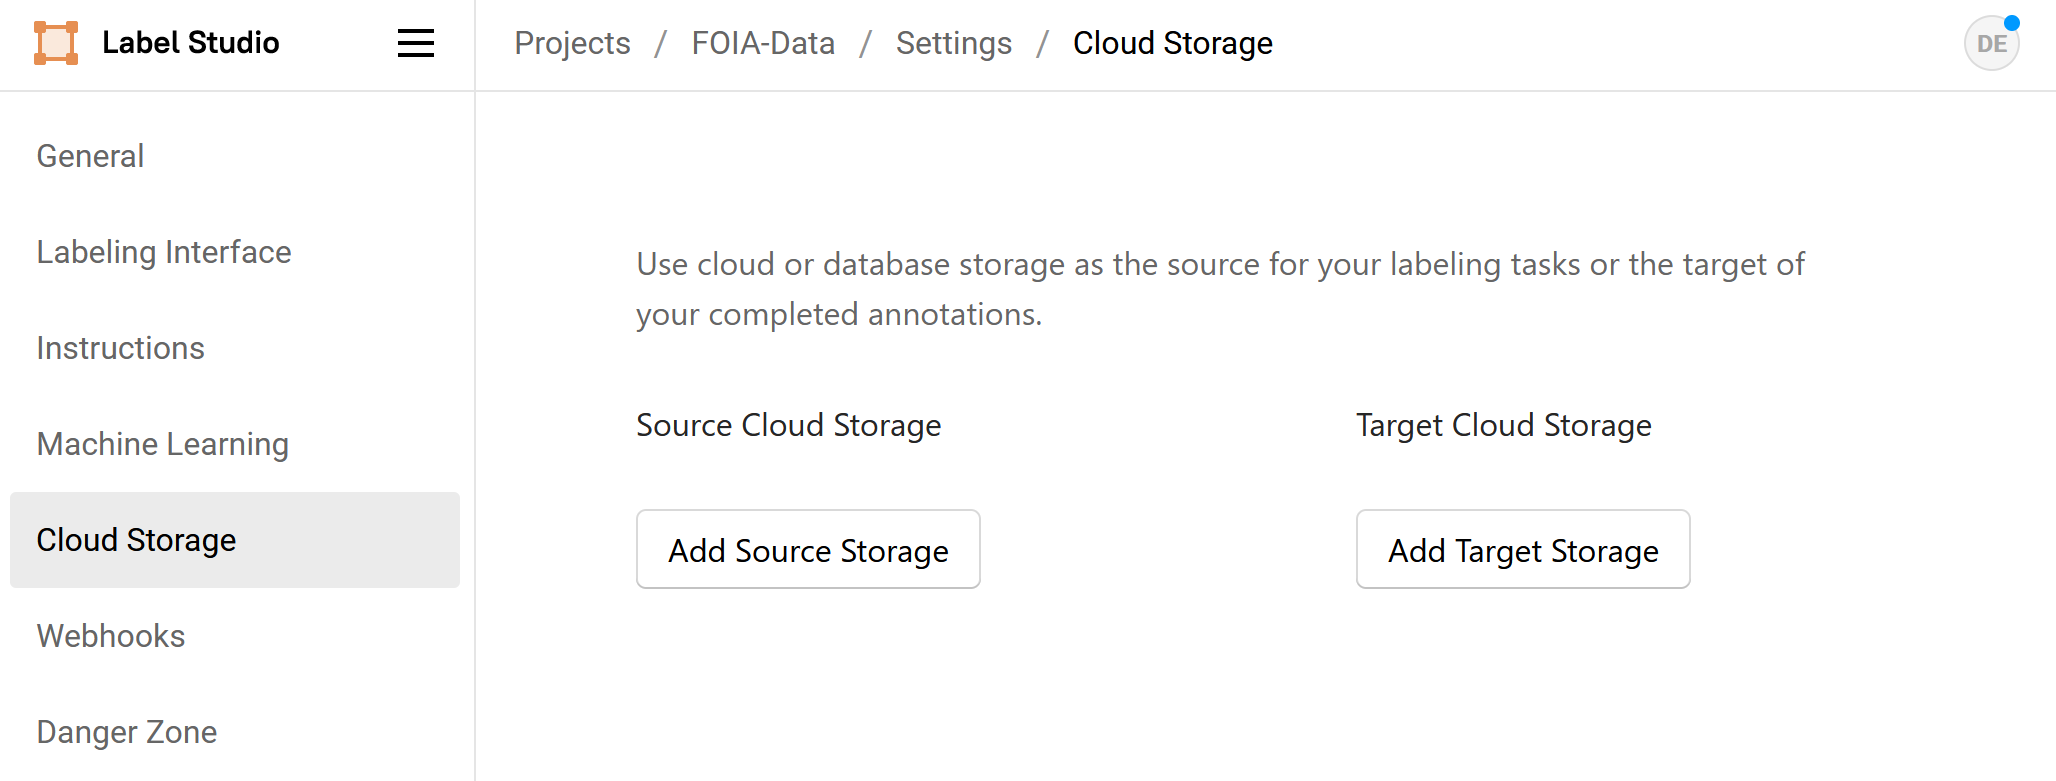 Label Studio
Projects / FOIA-Data / Settings / Cloud Storage
DE
General
Labeling Interface
Instructions
Machine Learning
Cloud Storage
Webhooks
Danger Zone
Use cloud or database storage as the source for your labeling tasks or the target of
your completed annotations.
Source Cloud Storage
Add Source Storage
Target Cloud Storage
Add Target Storage